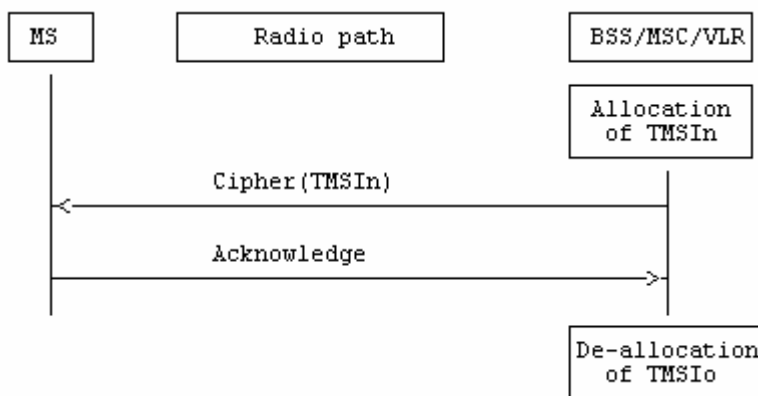 MS
Radio path
BSS/MSC/VLR
Allocation
of TMSIn
Cipher(TMSIn)
Acknowledge
De-allocation
of TMSIo